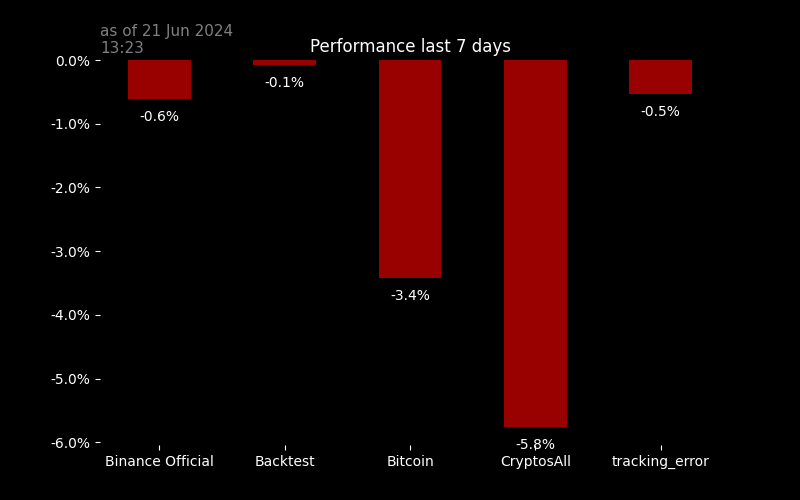 as of 21 Jun 2024
13:23
Performance last 7 days
0.0%
-1.0%
-2.0%
-3.0%
-4.0%
-5.0%
-6.0%
-0.6%
-0.1%
-3.4%
-5.8%
-0.5%
Binance Official
Backtest
Bitcoin
CryptosAll
tracking_error